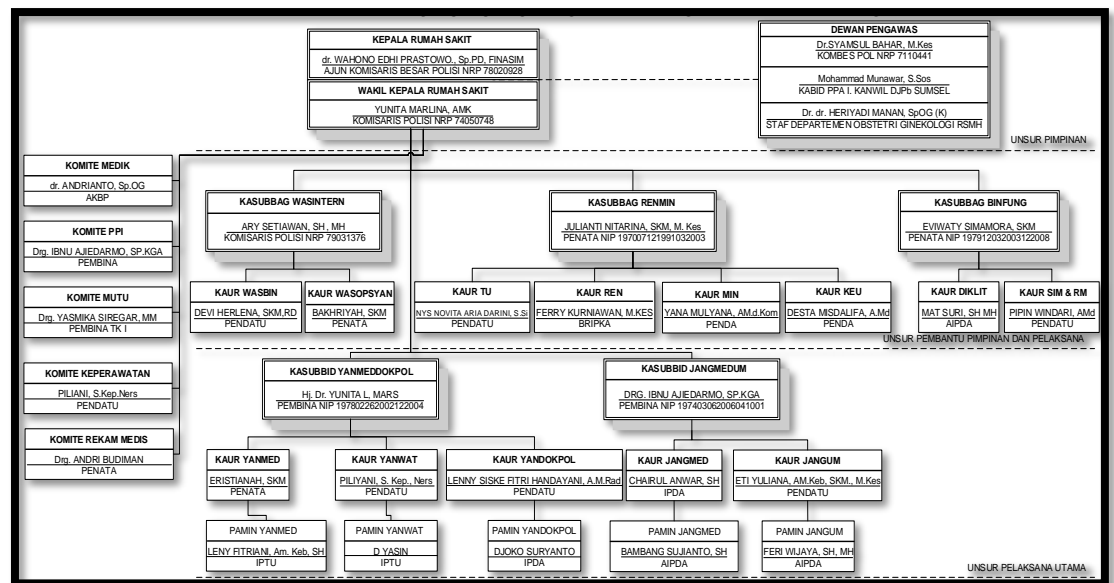 KEPALA RUMAH SAKIT
dr. WAHONO EDHI PRASTOWO., Sp.PD, FINASIM
AJUN KOMISARIS BESAR POLISI NRP 78020928
WAKIL KEPALA RUMAH SAKIT
YUNITA MARLINA, AMK
KOMISARIS POLISI NRP 74050748
DEWAN PENGAWAS
Dr.SYAMSUL BAHAR, M.Kes
KOMBES POL NRP 7110441
Mohammad Munawar, S.Sos
KABID PPA I. KANWIL DJPb SUMSEL
Dr. dr. HERIYADI MANAN, SpOG (K)
STAF DEPARTEMEN OBSTETRI GINEKOLOGI RSMH
UNSUR PIMPINAN
KOMITE MEDIK
dr. ANDRIANTO, Sp.OG
AKBP
KOMITE PPI
Drg. IBNU AJIEDARMO, SP.KGA
PEMBINA
KOMITE MUTU
Drg. YASMIKA SIREGAR, MM
PEMBINA TK I
KOMITE KEPERAWATAN
PILIANI, S.Kep.Ners
PENDATU
KOMITE REKAM MEDIS
Drg. ANDRI BUDIMAN
PENATA
KASUBBAG WASINTERN
ARY SETIAWAN, SH, MH
KOMISARIS POLISI NRP 79031376
KASUBBAG RENMIN
JULIANTI NITARINA, SKM, M. Kes
PENATA NIP 197007121991032003
KASUBBAG BINFUNG
EVIWATY SIMAMORA, SKM
PENATA NIP 197912032003122008
KAUR WASBIN
DEVI HERLENA, SKM,RD
PENDATU
KAUR WASOPSYAN
BAKHRIYAH, SKM
PENATA
KAUR TU
NYS NOVITA ARIA DARINI, S.Si
PENDATU
KAUR REN
FERRY KURNIAWAN, M.KES
BRIPKA
KAUR MIN
YANA MULYANA, AM.d.Kom
PENDA
KAUR KEU
DESTA MISDALIFA, A.Md
PENDA
KAUR DIKLIT
MAT SURI, SH MH
AIPDA
KAUR SIM & RM
PIPIN WINDARI, AMd
PENDATU
UNSUR PEMBANTU PIMPINAN DAN PELAKSANA
KASUBBID YANMEDDOKPOL
Hj. Dr. YUNITA L, MARS
PEMBINA NIP 197802262002122004
KASUBBID JANGMEDUM
DRG. IBNU AJIEDARMO, SP.KGA
PEMBINA NIP 197403062006041001
KAUR YANMED
ERISTIANAH, SKM
PENATA
KAUR YANWAT
PILIYANI, S. Kep., Ners
PENDATU
KAUR YANDOKPOL
LENNY SISKE FITRI HANDAYANI, A.M.Rad
PENDATU
KAUR JANGMED
CHAIRUL ANWAR, SH
IPDA
KAUR JANGUM
ETI YULIANA, AM.Keb, SKM., M.Kes
PENDATU
PAMIN YANMED
LENY FITRIANI, Am. Keb, SH
IPTU
PAMIN YANWAT
D YASIN
IPTU
PAMIN YANDOKPOL
DJOKO SURYANTO
IPDA
PAMIN JANGMED
BAMBANG SUJIANTO, SH
AIPDA
PAMIN JANGUM
FERI WIJAYA, SH, MH
AIPDA
UNSUR PELAKSANA UTAMA